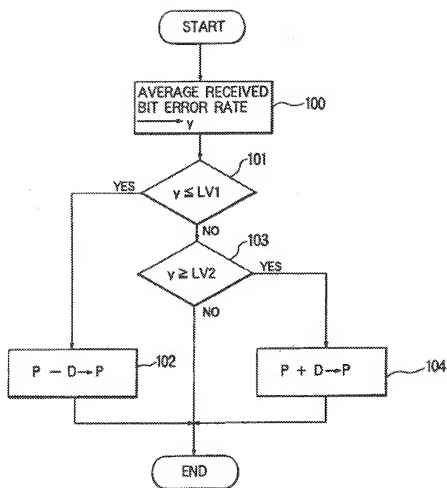 START
AVERAGE RECEIVED
BIT ERROR RATE
→ y
100
101
YES
y ≤ LV1
NO
103
y ≥ LV2
YES
NO
P − D → P
102
P + D → P
104
END